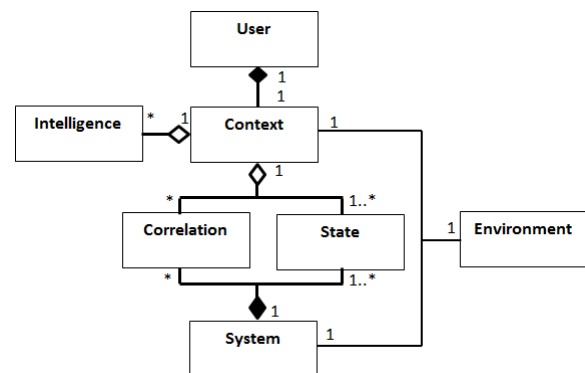 User
1
1
* 1
Intelligence
Context
1
1
* 1..*
Correlation
State
1 Environment
* 1..*
1
System
1